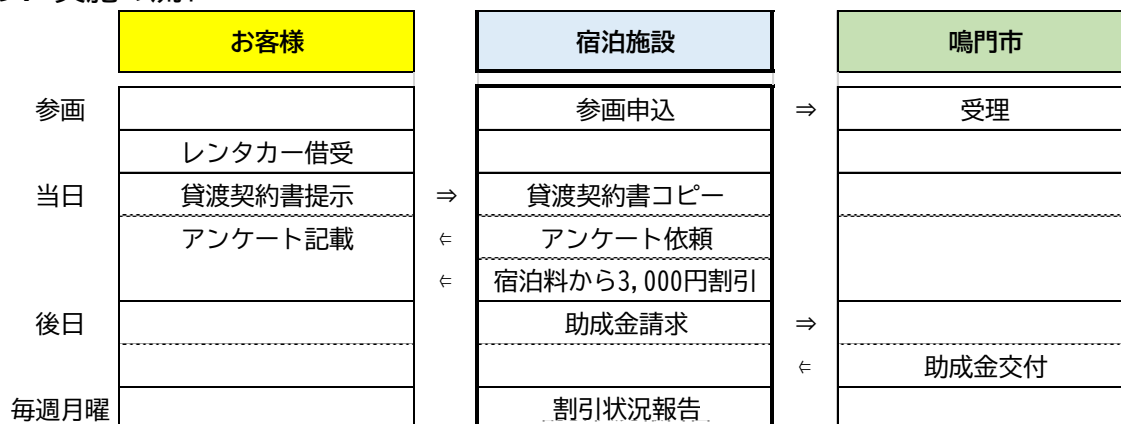 お客様 宿泊施設 鳴門市
参画 参画申込 ⇒ 受理
レンタカー借受
当日 貸渡契約書提示 ⇒ 貸渡契約書コピー
アンケート記載 ⇐ アンケート依頼
⇐ 宿泊料から3,000円割引
後日 助成金請求 ⇒
⇐ 助成金交付
毎週月曜 割引状況報告